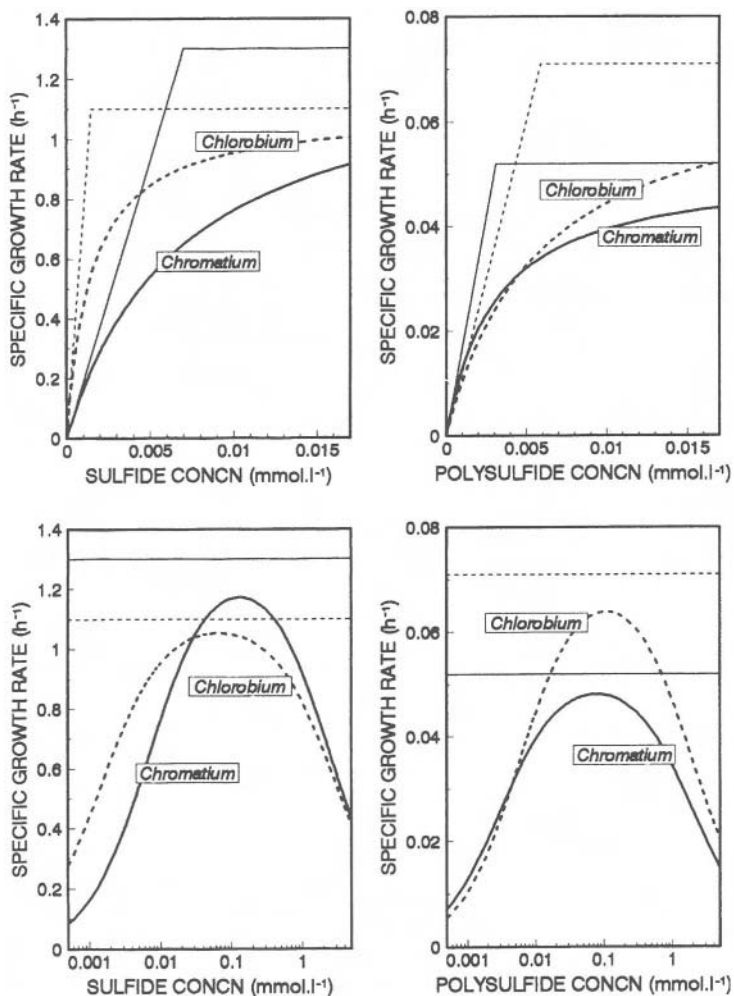 1.4
1.2
1
0.8
0.6
0.4
0.2
0
SPECIFIC GROWTH RATE (h⁻¹)
Chlorobium
Chromatium
0 0.005 0.01 0.015
SULFIDE CONCN (mmol.l⁻¹)
0.08
0.06
0.04
0.02
0
SPECIFIC GROWTH RATE (h⁻¹)
Chlorobium
Chromatium
0 0.005 0.01 0.015
POLYSULFIDE CONCN (mmol.l⁻¹)
1.4
1.2
1
0.8
0.6
0.4
0.2
0
SPECIFIC GROWTH RATE (h⁻¹)
Chlorobium
Chromatium
0.001 0.01 0.1 1
SULFIDE CONCN (mmol.l⁻¹)
0.08
0.06
0.04
0.02
0
SPECIFIC GROWTH RATE (h⁻¹)
Chlorobium
Chromatium
0.001 0.01 0.1 1
POLYSULFIDE CONCN (mmol.l⁻¹)